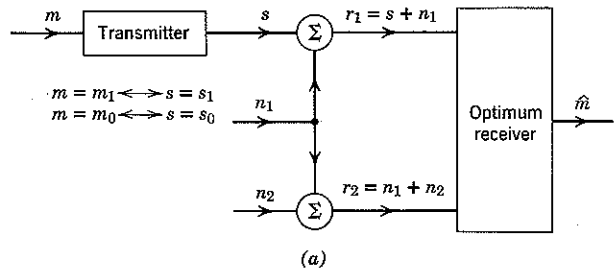 m
Transmitter
s
Σ
r₁ = s + n₁
m = m₁ ⟷ s = s₁
m = m₀ ⟷ s = s₀
n₁
Optimum
receiver
m̂
n₂
Σ
r₂ = n₁ + n₂
(a)